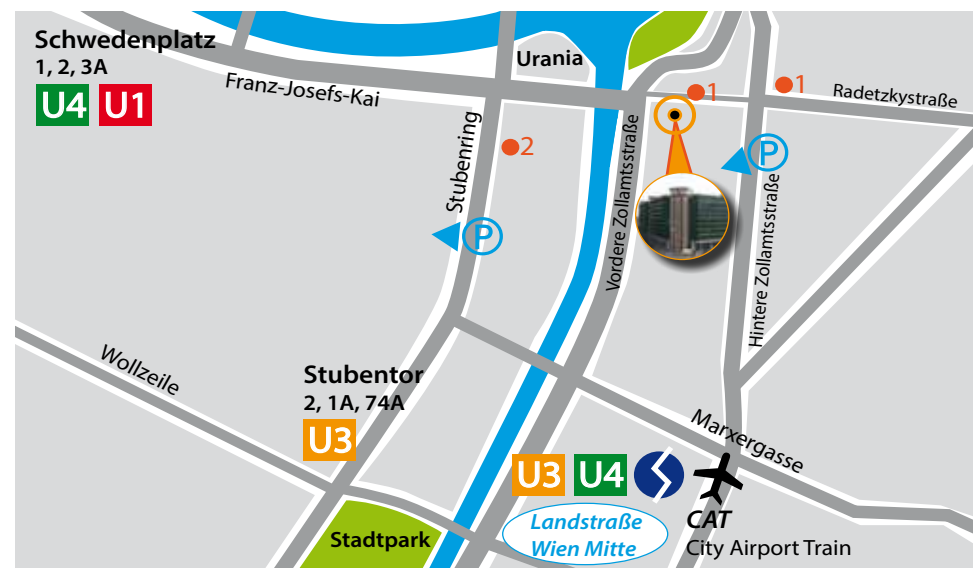 Schwedenplatz
1, 2, 3A
U4 U1
Franz-Josefs-Kai
Urania
1
1
Radetzkystraße
Stubenring
2
P
P
Vordere Zollamtsstraße
Hintere Zollamtsstraße
Wollzeile
Stubentor
2, 1A, 74A
U3
Marxergasse
U3 U4
Landstraße
Wien Mitte
CAT
City Airport Train
Stadtpark